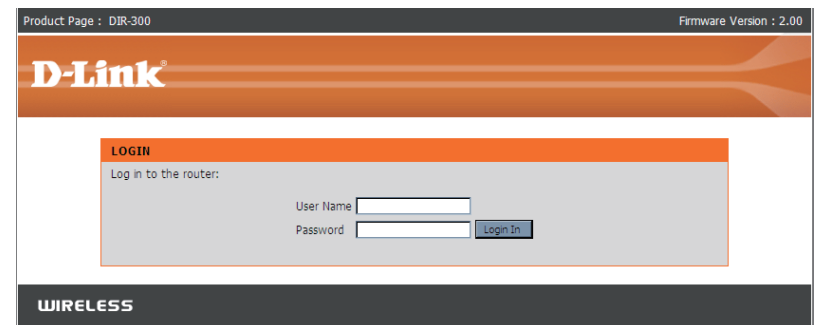 Product Page : DIR-300 Firmware Version : 2.00
D-Link®
LOGIN
Log in to the router:
User Name
Password Login In
WIRELESS